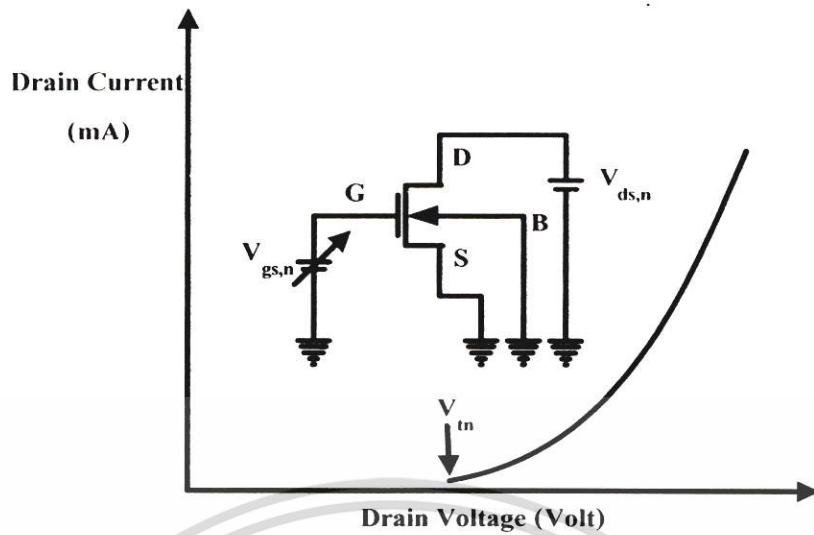 Drain Current
(mA)
D
G
V ds,n
B
V gs,n
S
V tn
Drain Voltage (Volt)